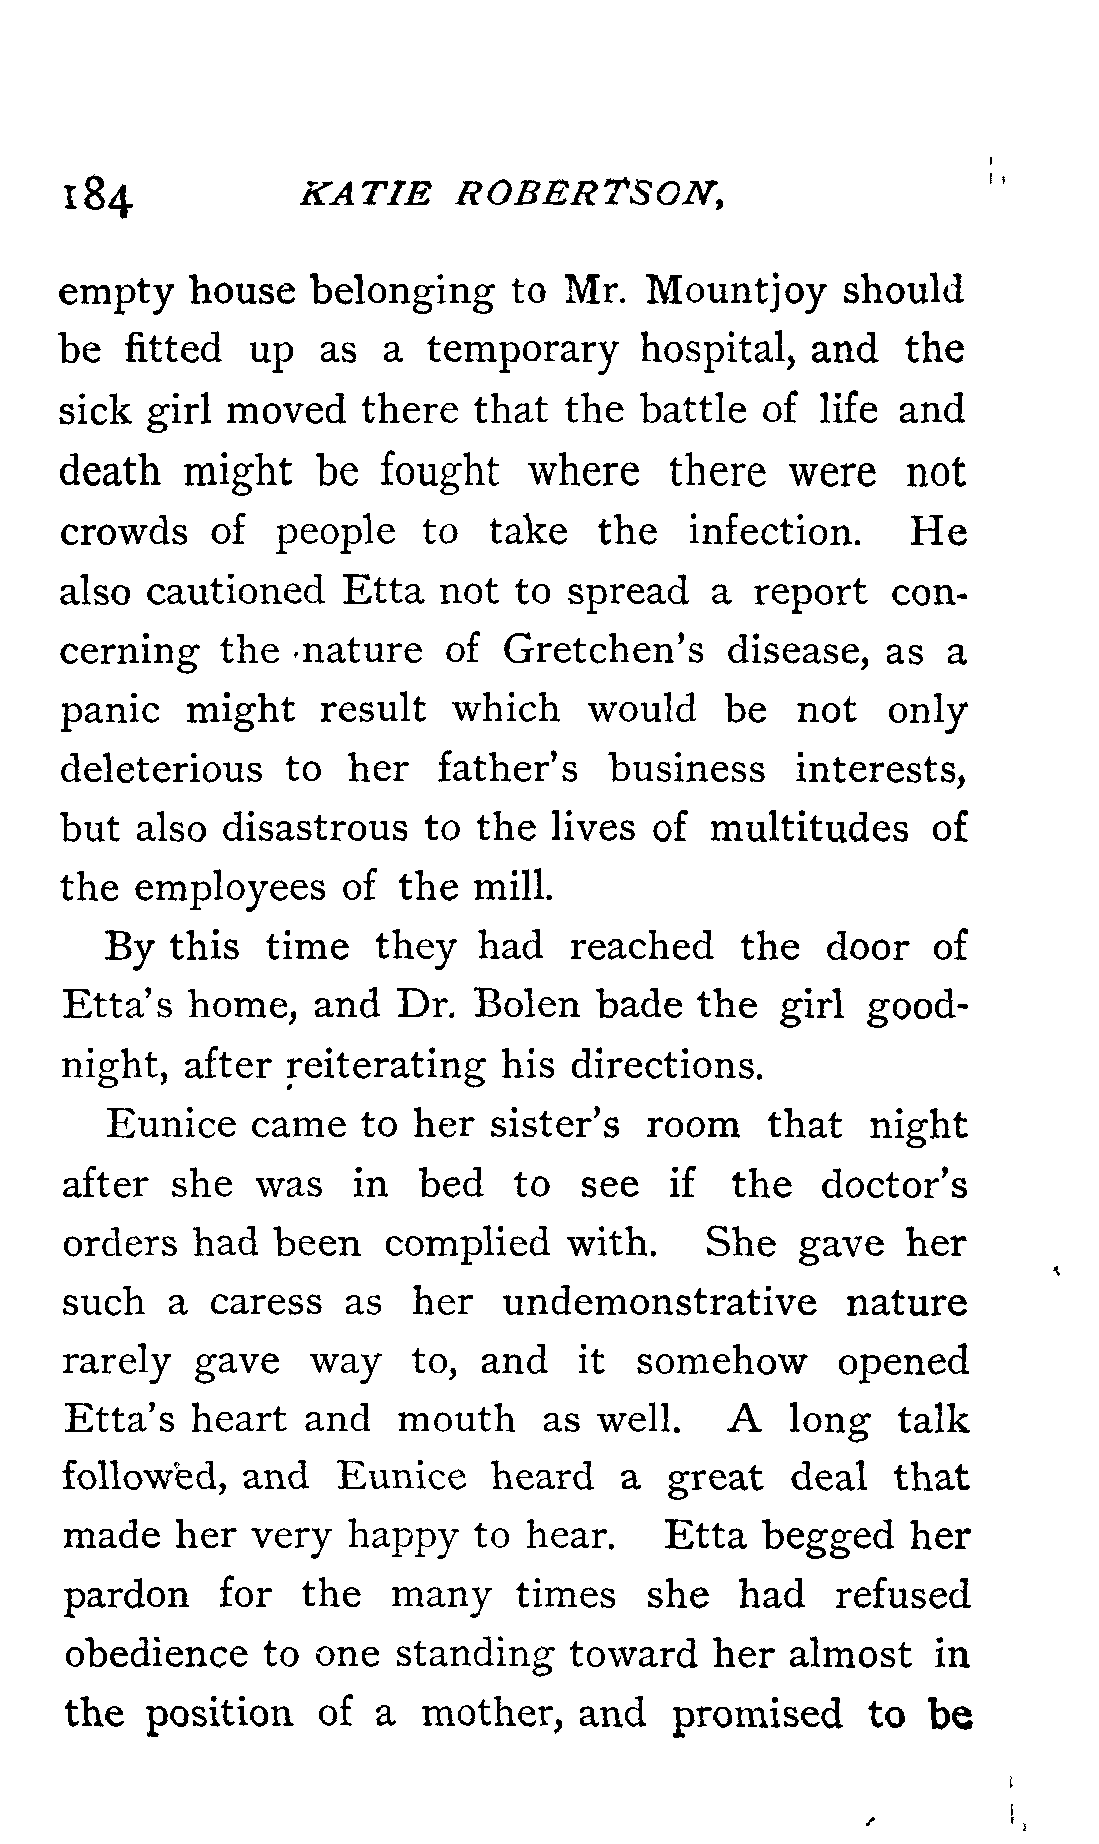 184 KATIE ROBERTSON,
empty house belonging to Mr. Mountjoy should
be fitted up as a temporary hospital, and the
sick girl moved there that the battle of life and
death might be fought where there were not
crowds of people to take the infection. He
also cautioned Etta not to spread a report con-
cerning the nature of Gretchen's disease, as a
panic might result which would be not only
deleterious to her father's business interests,
but also disastrous to the lives of multitudes of
the employees of the mill.
By this time they had reached the door of
Etta's home, and Dr. Bolen bade the girl good-
night, after reiterating his directions.
Eunice came to her sister's room that night
after she was in bed to see if the doctor's
orders had been complied with. She gave her
such a caress as her undemonstrative nature
rarely gave way to, and it somehow opened
Etta's heart and mouth as well. A long talk
followed, and Eunice heard a great deal that
made her very happy to hear. Etta begged her
pardon for the many times she had refused
obedience to one standing toward her almost in
the position of a mother, and promised to be